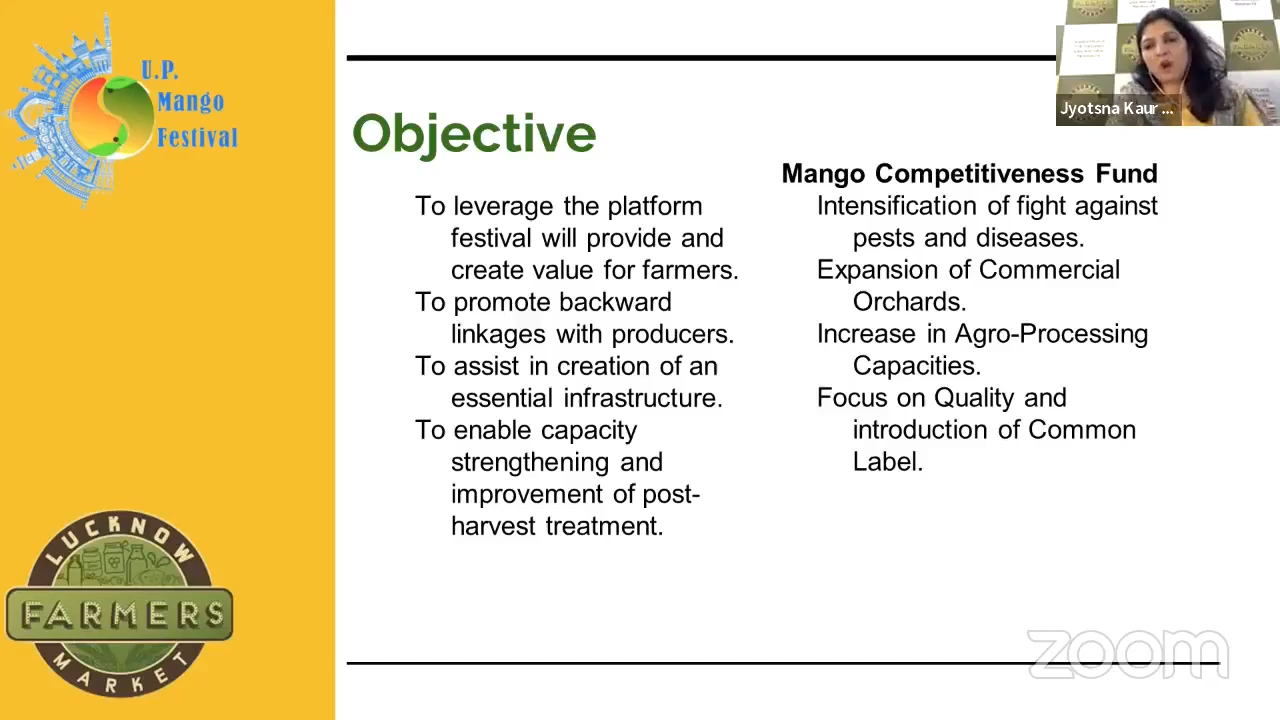 U.P.
Mango
Festival
Objective
To leverage the platform
festival will provide and
create value for farmers.
To promote backward
linkages with producers.
To assist in creation of an
essential infrastructure.
To enable capacity
strengthening and
improvement of post-
harvest treatment.
Mango Competitiveness Fund
Intensification of fight against
pests and diseases.
Expansion of Commercial
Orchards.
Increase in Agro-Processing
Capacities.
Focus on Quality and
introduction of Common
Label.
Jyotsna Kaur ...
LUCKNOW
FARMERS
MARKET
zoom